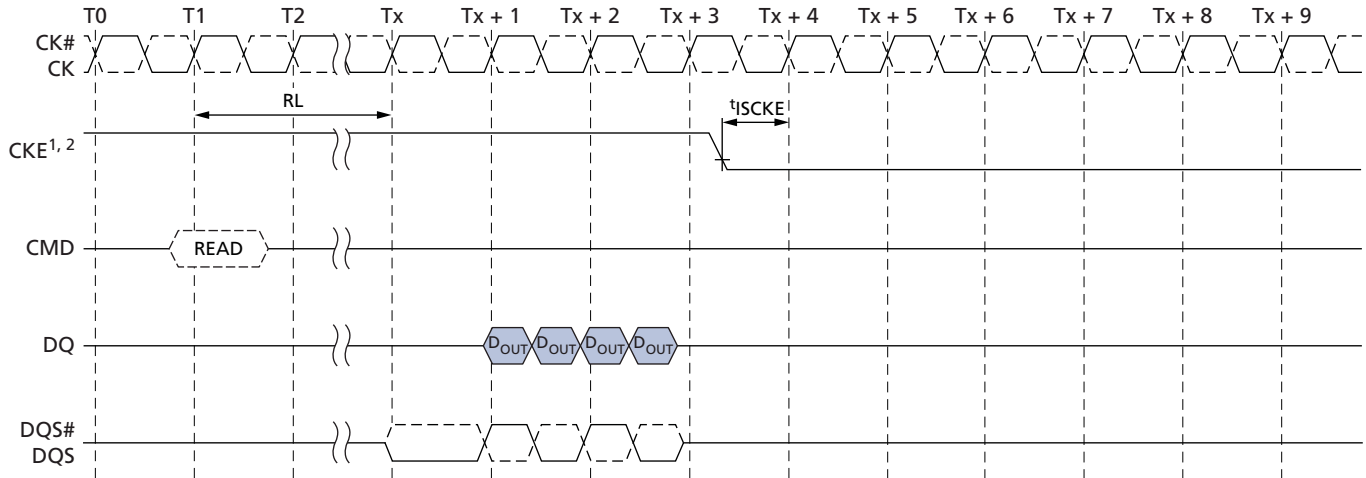 T0 T1 T2 Tx Tx + 1 Tx + 2 Tx + 3 Tx + 4 Tx + 5 Tx + 6 Tx + 7 Tx + 8 Tx + 9
CK#
CK
RL
tISCKE
CKE1, 2
CMD READ
DQ DOUT DOUT DOUT DOUT
DQS#
DQS